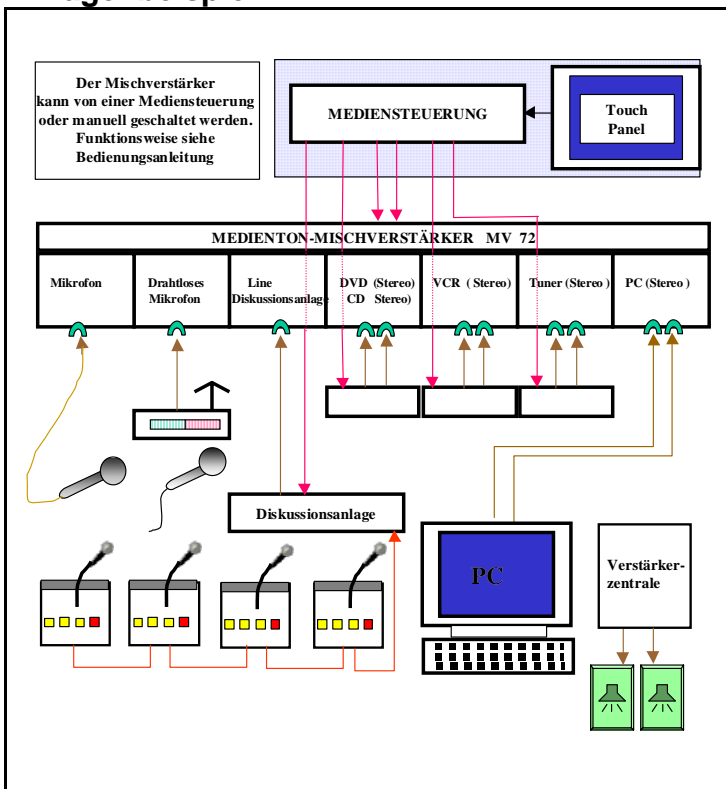 Der Mischverstärker
kann von einer Mediensteuerung
oder manuell geschaltet werden.
Funktionsweise siehe
Bedienungsanleitung
MEDIENSTEUERUNG
Touch
Panel
MEDIENTON-MISCHVERSTÄRKER MV 72
Mikrofon
Drahtloses
Mikrofon
Line
Diskussionsanlage
DVD (Stereo)
CD Stereo)
VCR ( Stereo)
Tuner (Stereo )
PC (Stereo )
Diskussionsanlage
PC
Verstärker-
zentrale